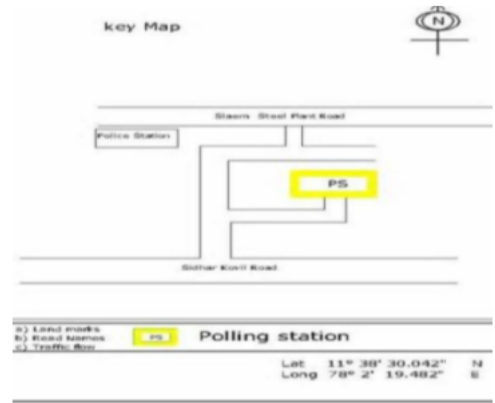 key Map
N
Slaem Steel Plant Road
Police Station
PS
Sidhar Kovil Road
a) Land marks
b) Road Names
c) Traffic flow
PS
Polling station
Lat 11° 38' 30.042" N
Long 78° 2' 19.482" E